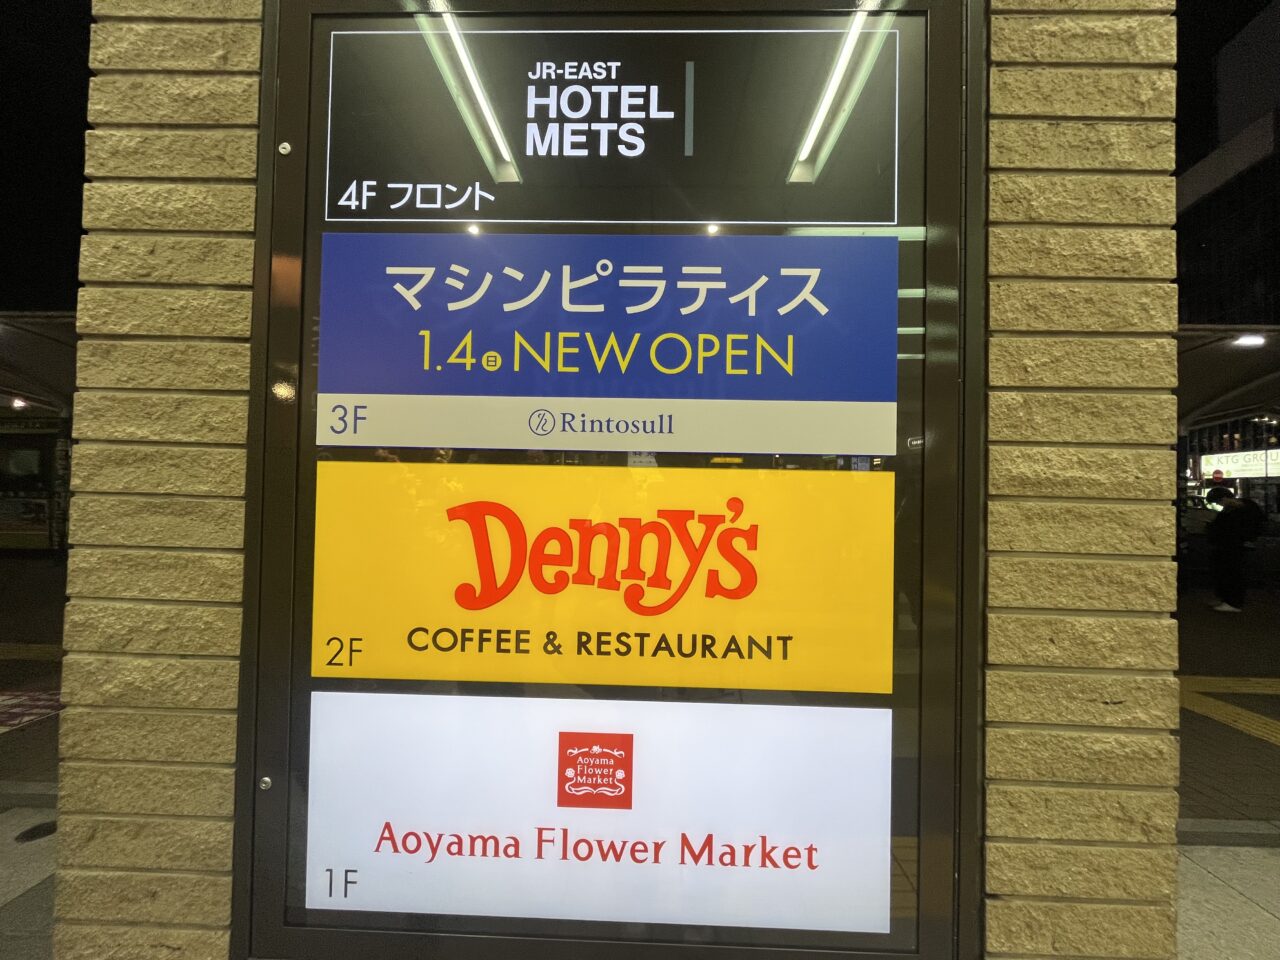 JR-EAST
HOTEL
METS
4F フロント
マシンピラティス
1.4日 NEW OPEN
3F Rintosull
Denny's
COFFEE & RESTAURANT
2F
Aoyama
Flower
Market
Aoyama Flower Market
1F